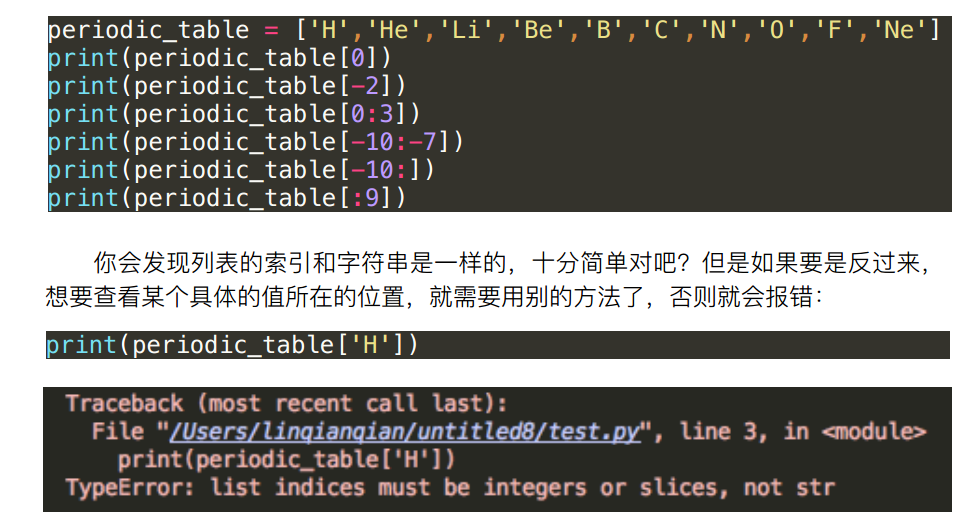 periodic_table = ['H','He','Li','Be','B','C','N','O','F','Ne']
print(periodic_table[0])
print(periodic_table[-2])
print(periodic_table[0:3])
print(periodic_table[-10:-7])
print(periodic_table[-10:])
print(periodic_table[:9])
你会发现列表的索引和字符串是一样的，十分简单对吧？但是如果要是反过来，
想要查看某个具体的值所在的位置，就需要用别的方法了，否则就会报错：
print(periodic_table['H'])
Traceback (most recent call last):
File "/Users/linqianqian/untitled8/test.py", line 3, in <module>
print(periodic_table['H'])
TypeError: list indices must be integers or slices, not str